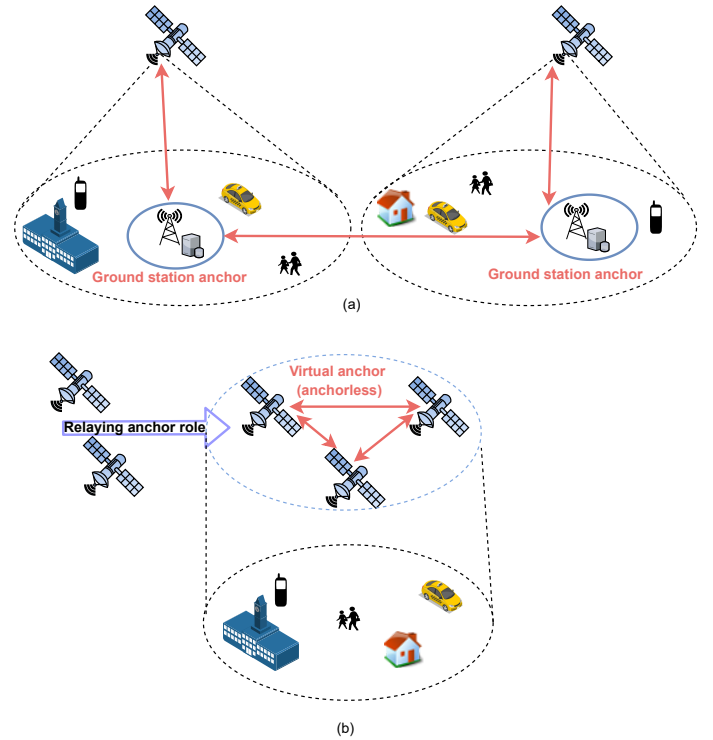 Ground station anchor
Ground station anchor
(a)
Virtual anchor
(anchorless)
Relaying anchor role
(b)